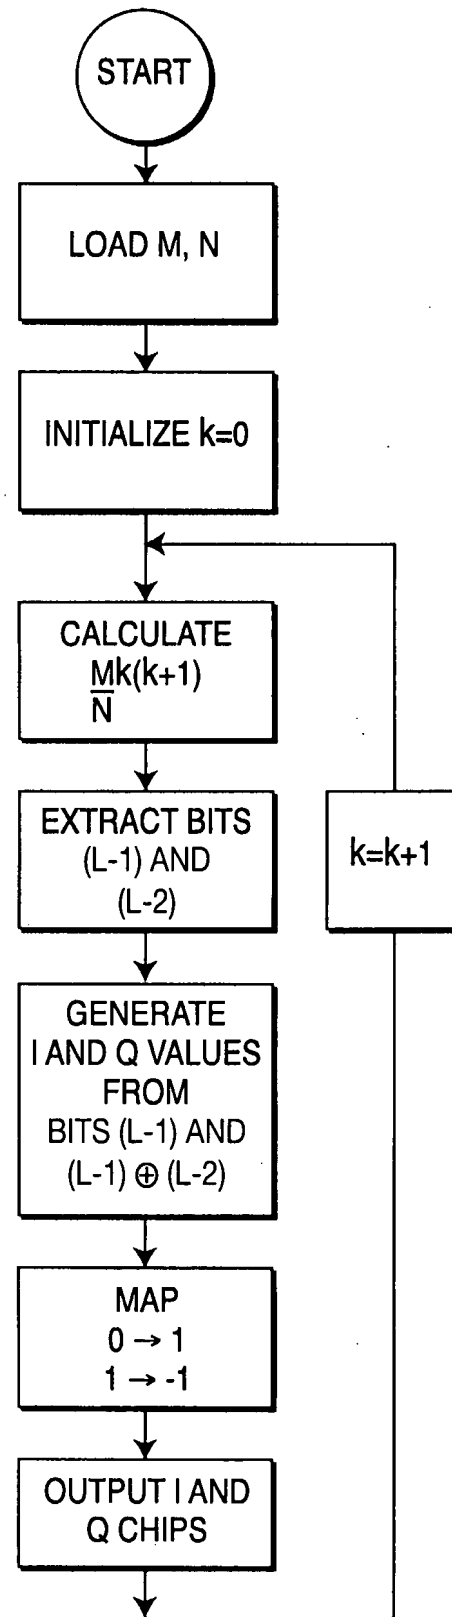 START
LOAD M, N
INITIALIZE k=0
CALCULATE
M/N k(k+1)
EXTRACT BITS
(L-1) AND
(L-2)
k=k+1
GENERATE
I AND Q VALUES
FROM
BITS (L-1) AND
(L-1) ⊕ (L-2)
MAP
0 → 1
1 → -1
OUTPUT I AND
Q CHIPS